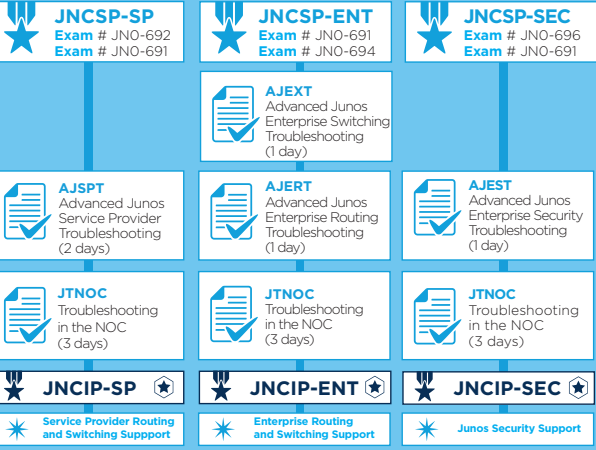 JNCSP-SP
Exam # JN0-692
Exam # JN0-691
JNCSP-ENT
Exam # JN0-691
Exam # JN0-694
JNCSP-SEC
Exam # JN0-696
Exam # JN0-691
AJEXT
Advanced Junos
Enterprise Switching
Troubleshooting
(1 day)
AJSPT
Advanced Junos
Service Provider
Troubleshooting
(2 days)
AJERT
Advanced Junos
Enterprise Routing
Troubleshooting
(1 day)
AJEST
Advanced Junos
Enterprise Security
Troubleshooting
(1 day)
JTNOC
Troubleshooting
in the NOC
(3 days)
JTNOC
Troubleshooting
in the NOC
(3 days)
JTNOC
Troubleshooting
in the NOC
(3 days)
JNCIP-SP
JNCIP-ENT
JNCIP-SEC
Service Provider Routing
and Switching Suppport
Enterprise Routing
and Switching Support
Junos Security Support